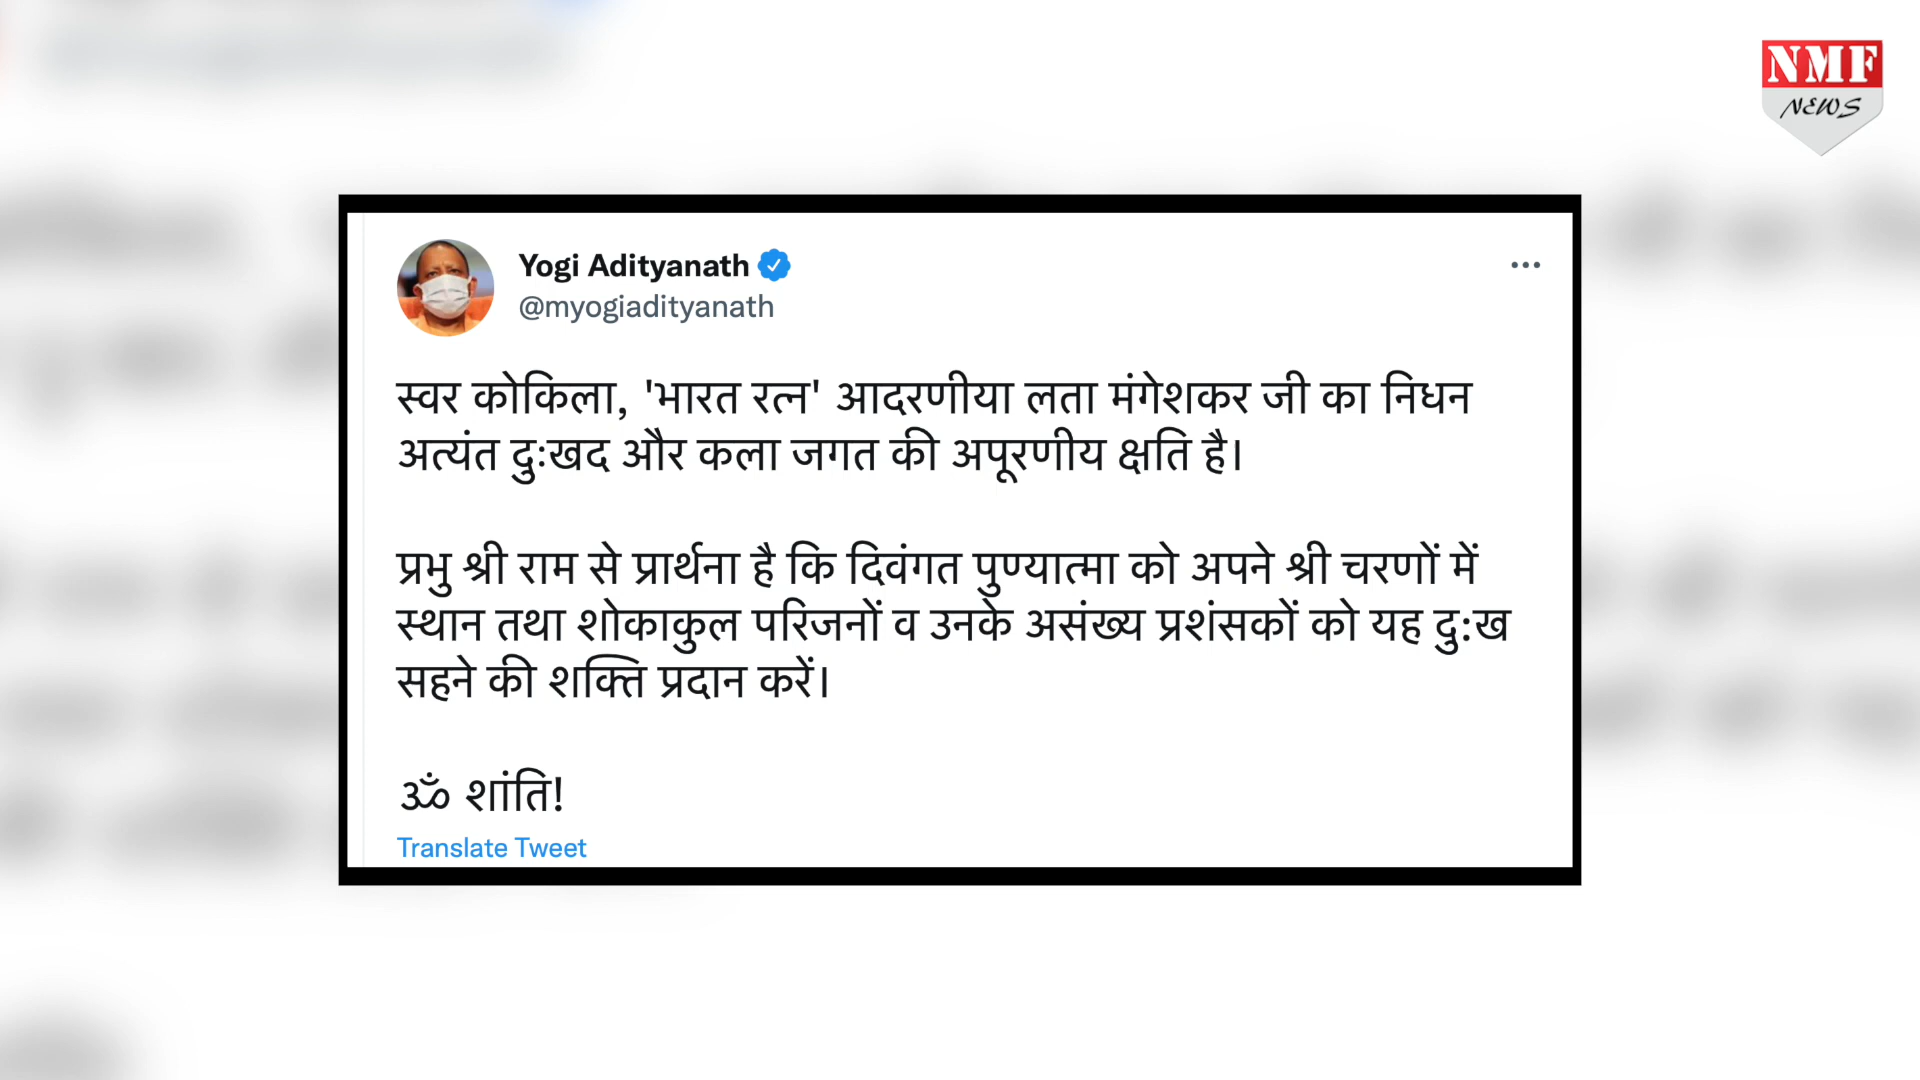 NMF
NEWS
Yogi Adityanath
@myogiadityanath
स्वर कोकिला, 'भारत रत्न' आदरणीया लता मंगेशकर जी का निधन
अत्यंत दुःखद और कला जगत की अपूरणीय क्षति है।
प्रभु श्री राम से प्रार्थना है कि दिवंगत पुण्यात्मा को अपने श्री चरणों में
स्थान तथा शोकाकुल परिजनों व उनके असंख्य प्रशंसकों को यह दु:ख
सहने की शक्ति प्रदान करें।
ॐ शांति!
Translate Tweet